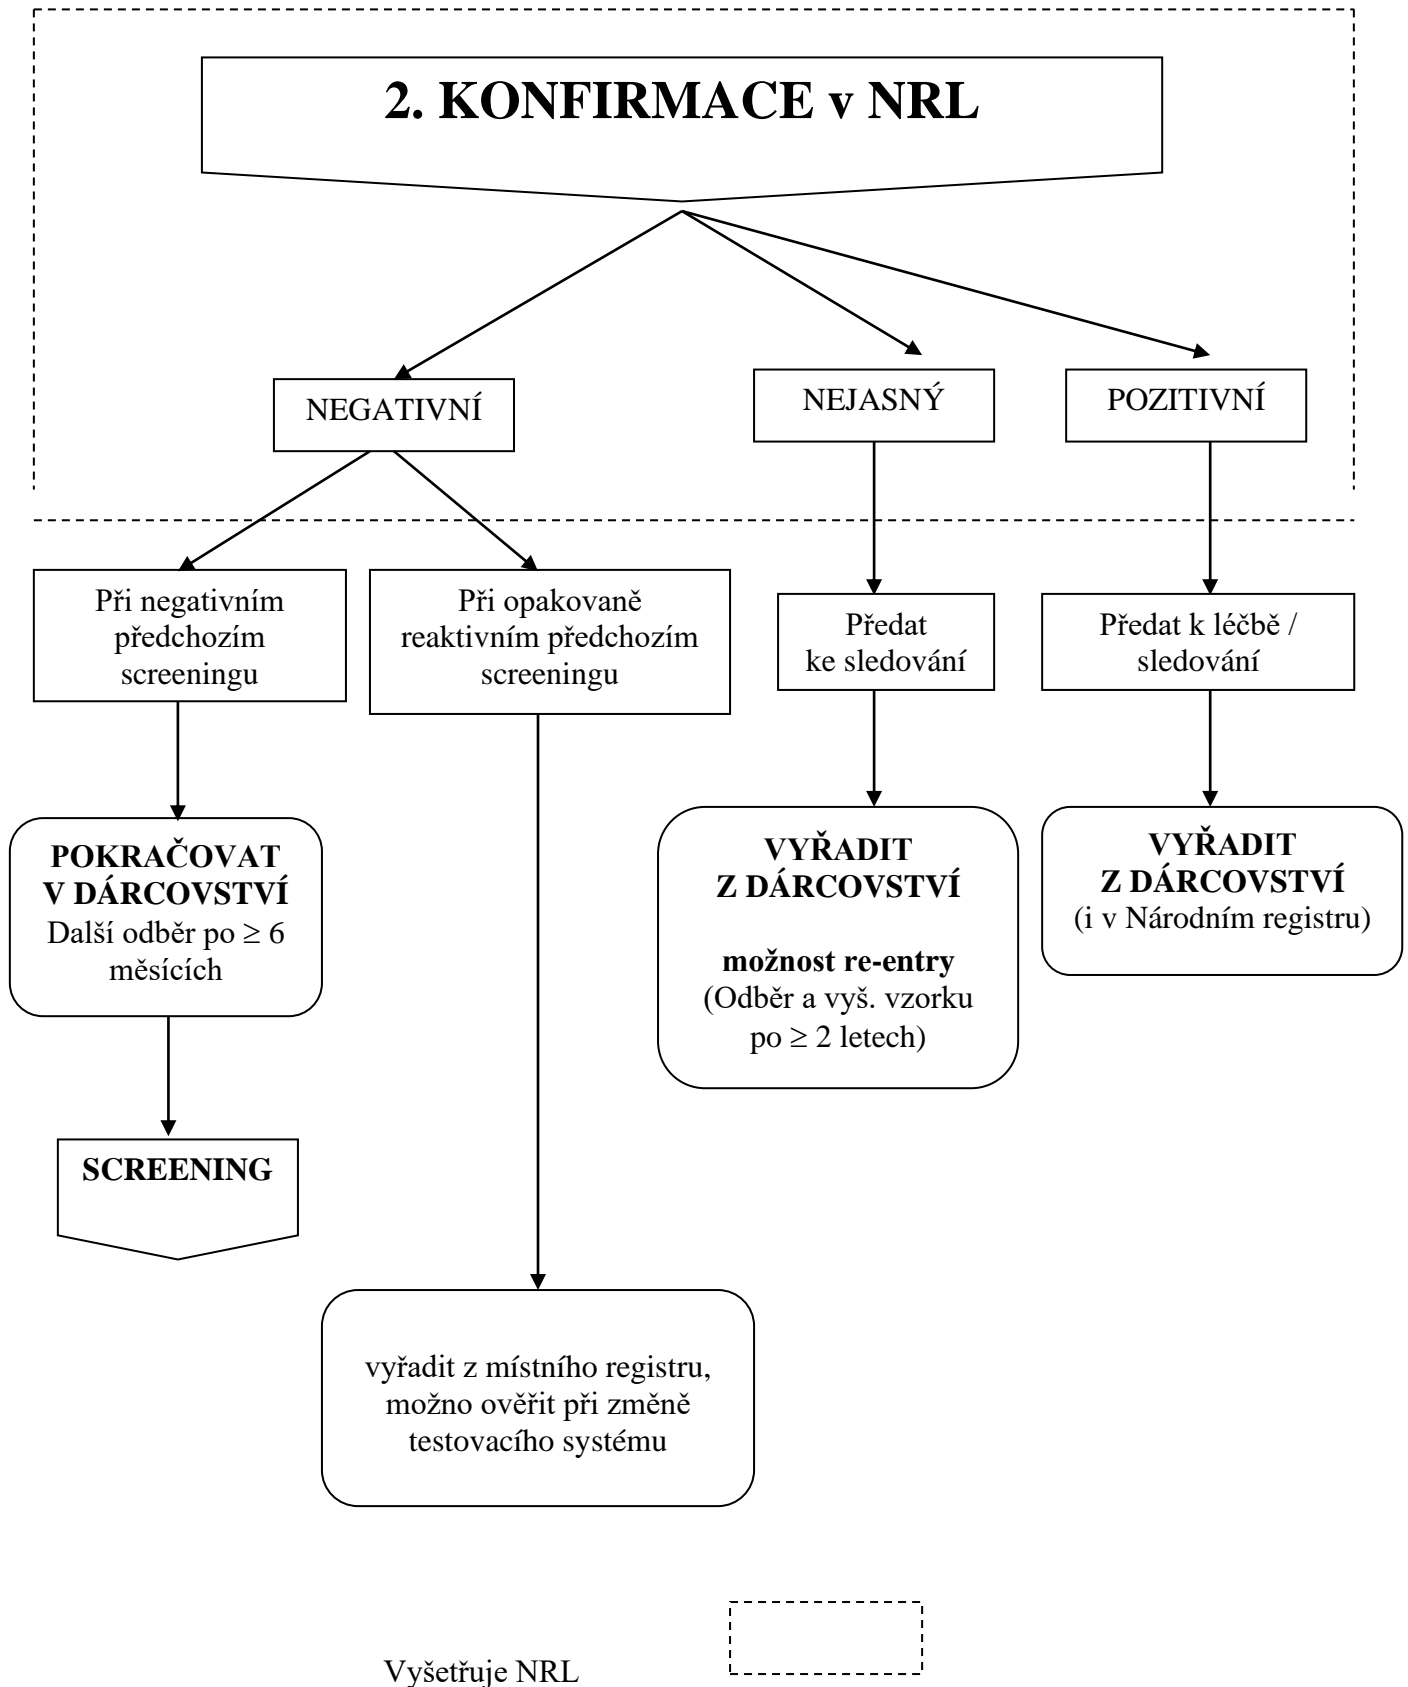 2. KONFIRMACE v NRL
NEGATIVNÍ
NEJASNÝ
POZITIVNÍ
Při negativním
předchozím
screeningu
Při opakovaně
reaktivním předchozím
screeningu
Předat
ke sledování
Předat k léčbě /
sledování
POKRAČOVAT
V DÁRCOVSTVÍ
Další odběr po ≥ 6
měsících
VYŘADIT
Z DÁRCOVSTVÍ
možnost re-entry
(Odběr a vyš. vzorku
po ≥ 2 letech)
VYŘADIT
Z DÁRCOVSTVÍ
(i v Národním registru)
SCREENING
vyřadit z místního registru,
možno ověřit při změně
testovacího systému
Vyšetřuje NRL